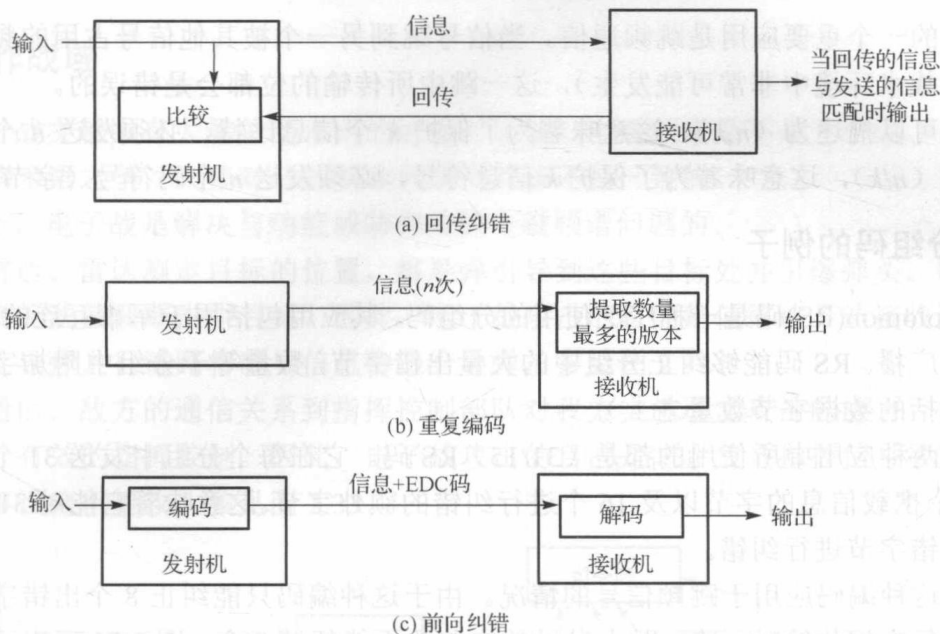 输入
信息
回传
比较
发射机
接收机
当回传的信息
与发送的信息
匹配时输出
(a) 回传纠错
输入
发射机
信息(n次)
提取数量
最多的版本
接收机
输出
(b) 重复编码
输入
编码
发射机
信息+EDC码
解码
接收机
输出
(c) 前向纠错